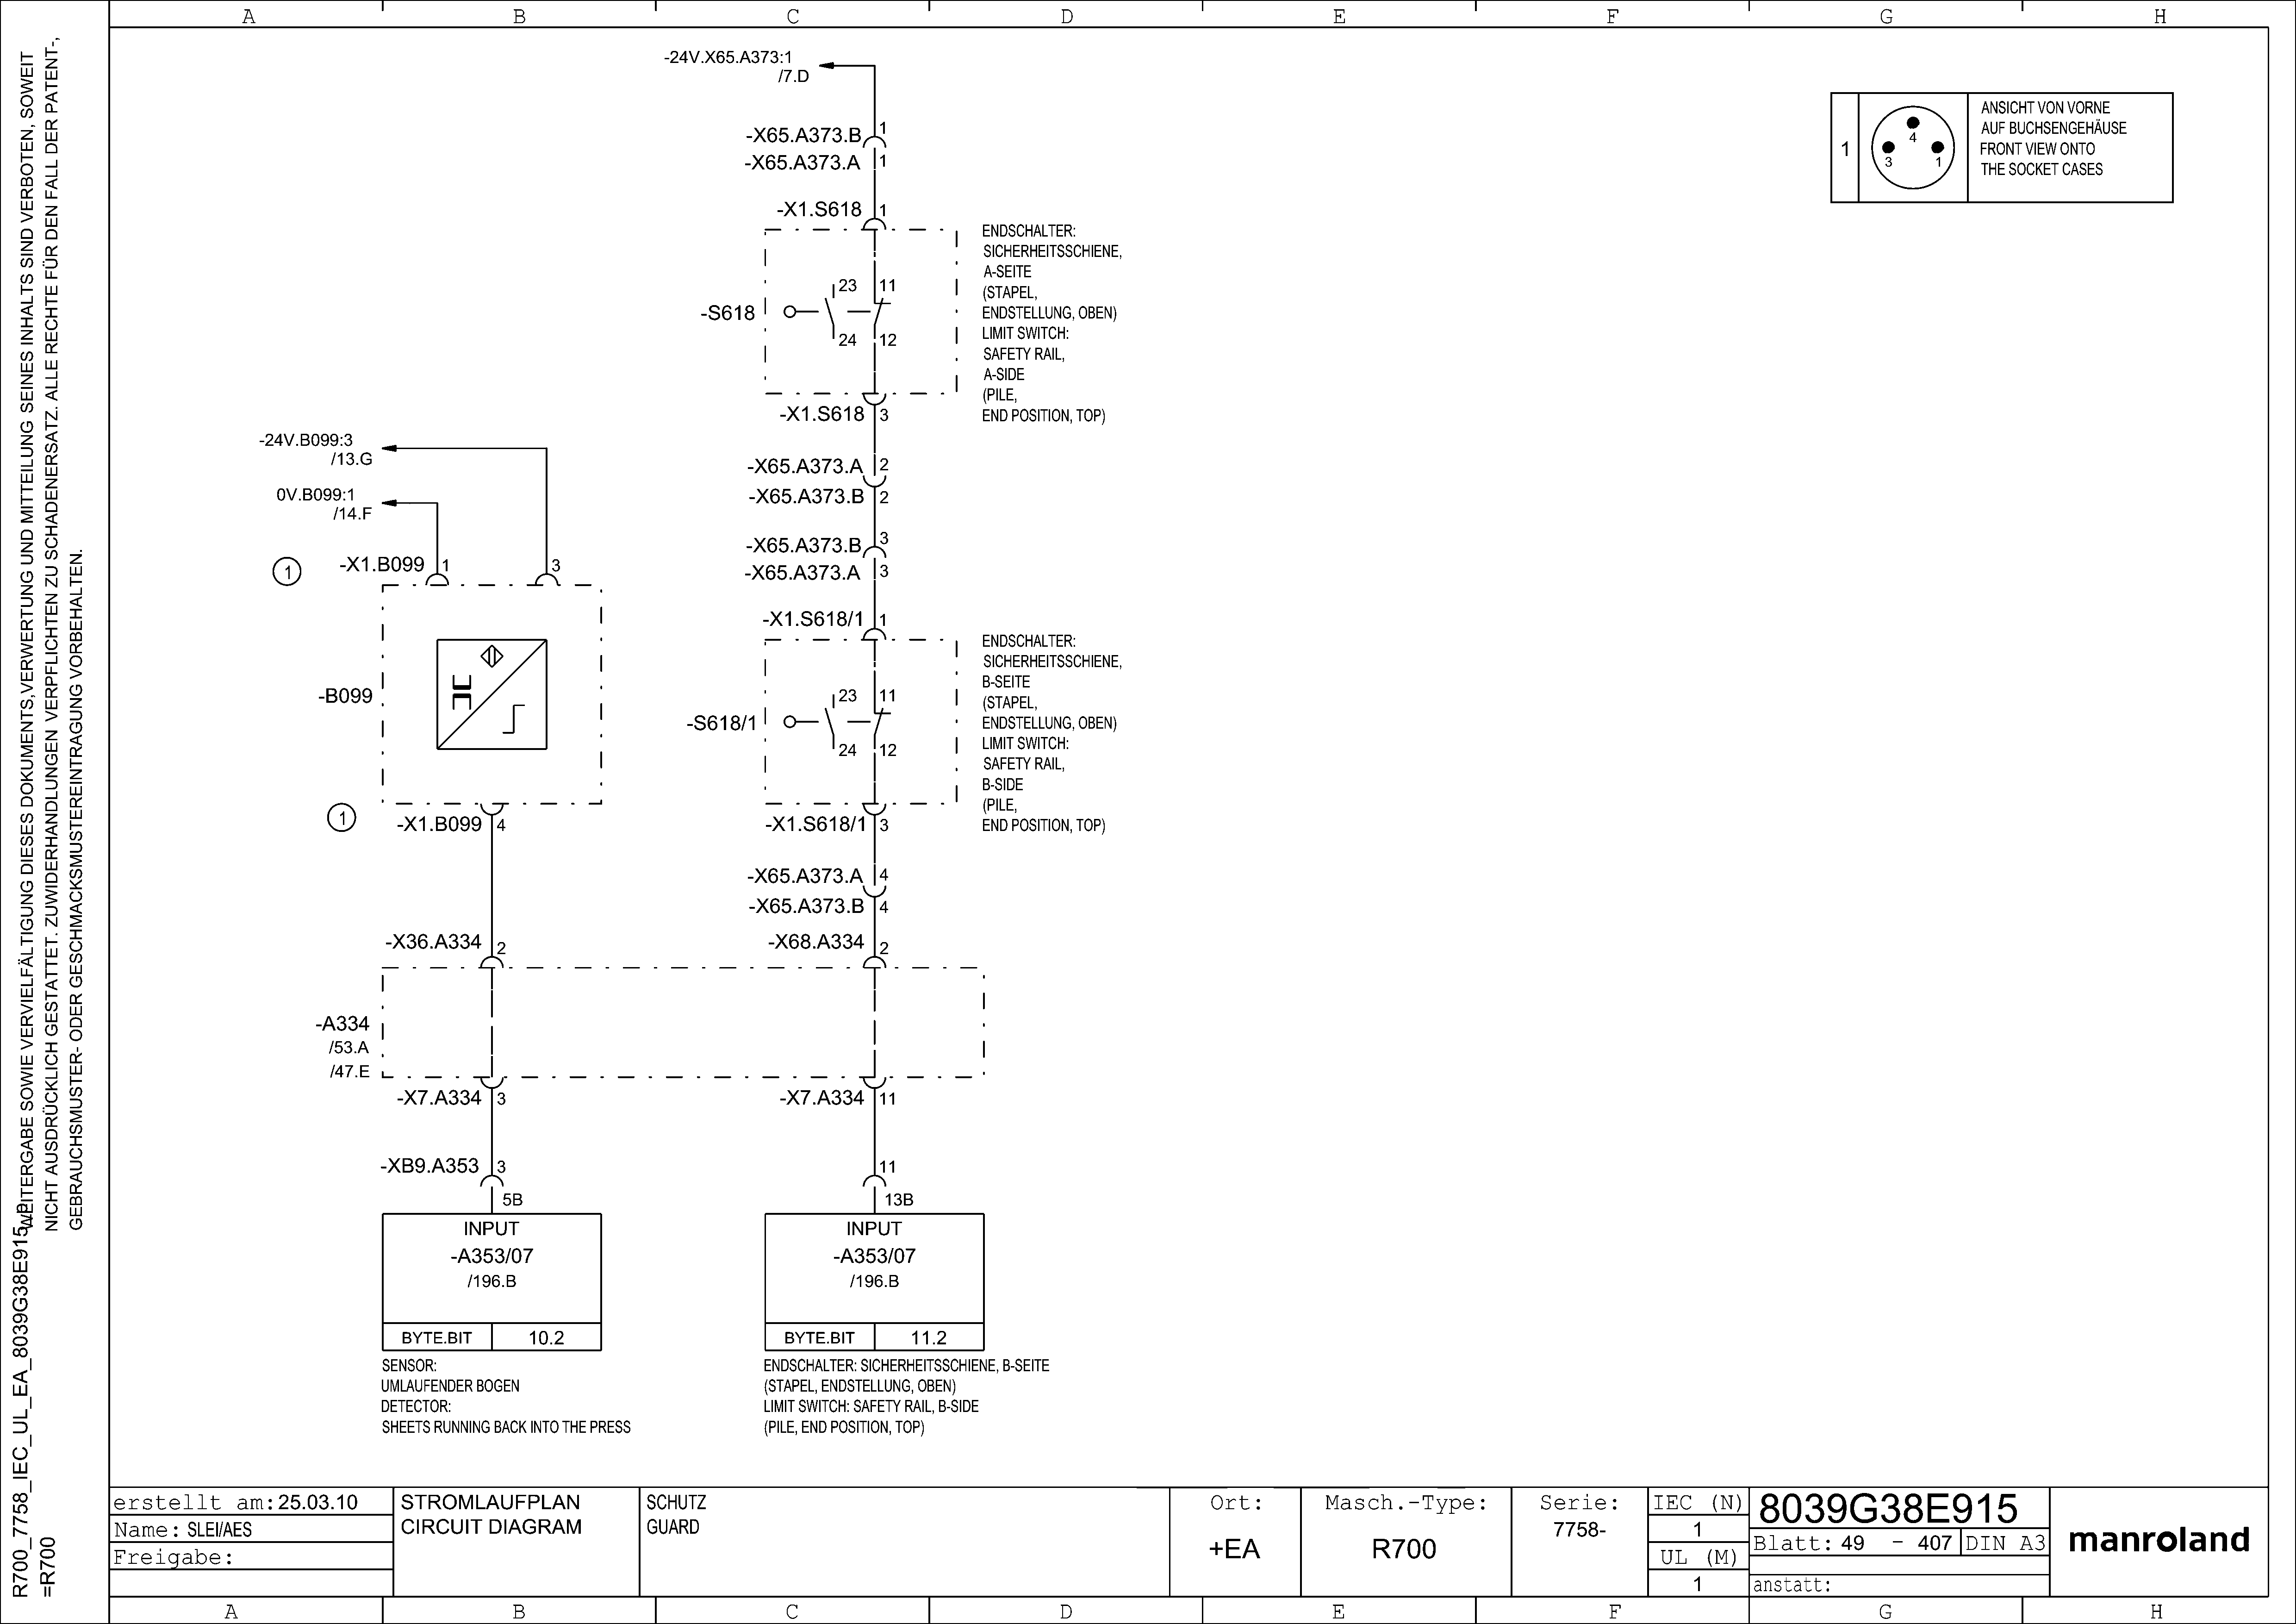 A B C D E F G H
-24V.X65.A373:1
/7.D
-X65.A373.B 1
-X65.A373.A 1
-X1.S618 1
-S618
23 11
24 12
-X1.S618 3
ENDSCHALTER:
SICHERHEITSSCHIENE,
A-SEITE
(STAPEL,
ENDSTELLUNG, OBEN)
LIMIT SWITCH:
SAFETY RAIL,
A-SIDE
(PILE,
END POSITION, TOP)
1
4
3 1
ANSICHT VON VORNE
AUF BUCHSENGEHÄUSE
FRONT VIEW ONTO
THE SOCKET CASES
-24V.B099:3
/13.G
0V.B099:1
/14.F
1
-X1.B099 1 3
-B099
1
-X1.B099 4
-X65.A373.A 2
-X65.A373.B 2
-X65.A373.B 3
-X65.A373.A 3
-X1.S618/1 1
-S618/1
23 11
24 12
-X1.S618/1 3
ENDSCHALTER:
SICHERHEITSSCHIENE,
B-SEITE
(STAPEL,
ENDSTELLUNG, OBEN)
LIMIT SWITCH:
SAFETY RAIL,
B-SIDE
(PILE,
END POSITION, TOP)
-X65.A373.A 4
-X65.A373.B 4
-X36.A334 2
-X68.A334 2
-A334
/53.A
/47.E
-X7.A334 3
-X7.A334 11
-XB9.A353 3
11
5B
13B
INPUT
-A353/07
/196.B
BYTE.BIT 10.2
SENSOR:
UMLAUFENDER BOGEN
DETECTOR:
SHEETS RUNNING BACK INTO THE PRESS
INPUT
-A353/07
/196.B
BYTE.BIT 11.2
ENDSCHALTER: SICHERHEITSSCHIENE, B-SEITE
(STAPEL, ENDSTELLUNG, OBEN)
LIMIT SWITCH: SAFETY RAIL, B-SIDE
(PILE, END POSITION, TOP)
WEITERGABE SOWIE VERVIELFÄLTIGUNG DIESES DOKUMENTS,VERWERTUNG UND MITTEILUNG SEINES INHALTS SIND VERBOTEN, SOWEIT
NICHT AUSDRÜCKLICH GESTATTET. ZUWIDERHANDLUNGEN VERPFLICHTEN ZU SCHADENERSATZ. ALLE RECHTE FÜR DEN FALL DER PATENT-,
GEBRAUCHSMUSTER- ODER GESCHMACKSMUSTEREINTRAGUNG VORBEHALTEN.
=R700
erstellt am: 25.03.10
Name: SLEI/AES
Freigabe:
STROMLAUFPLAN
CIRCUIT DIAGRAM
SCHUTZ
GUARD
Ort:
+EA
Masch.-Type:
R700
Serie:
7758-
IEC (N)
1
UL (M)
1
8039G38E915
Blatt: 49 - 407 DIN A3
anstatt:
manroland
A B C D E F G H